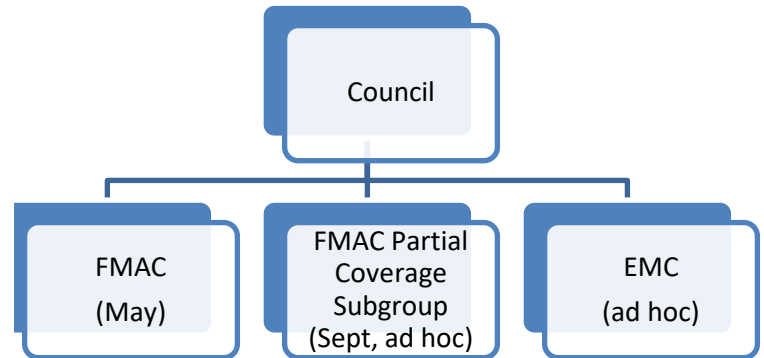 Council
FMAC
(May)
FMAC Partial
Coverage
Subgroup
(Sept, ad hoc)
EMC
(ad hoc)